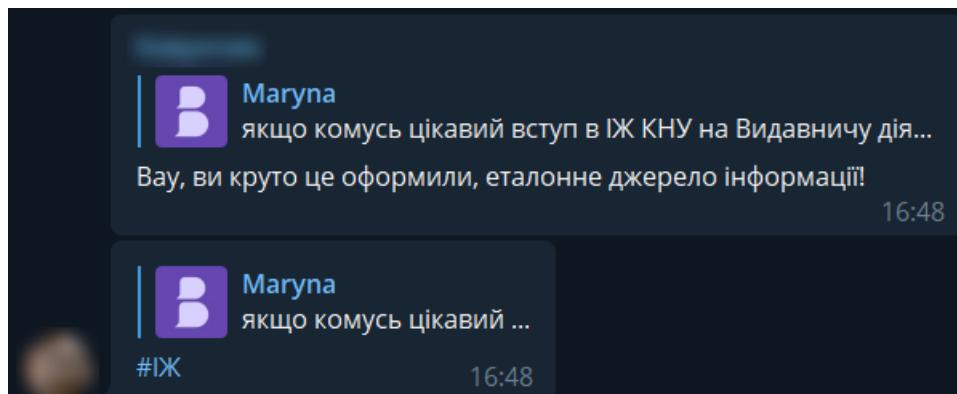 Maryna
якщо комусь цікавий вступ в ІЖ КНУ на Видавничу дія...
Вау, ви круто це оформили, еталонне джерело інформації!
16:48
Maryna
якщо комусь цікавий ...
#ІЖ
16:48